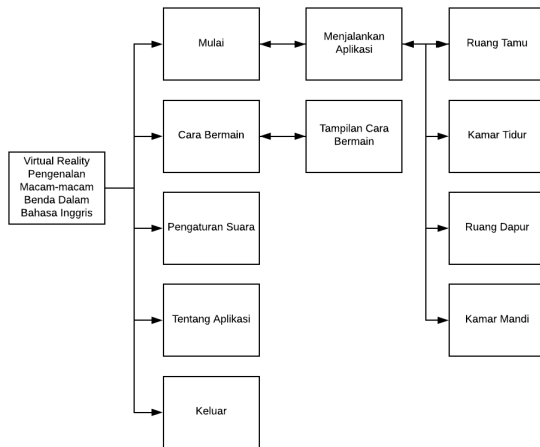 Mulai
Menjalankan
Aplikasi
Ruang Tamu
Cara Bermain
Tampilan Cara
Bermain
Kamar Tidur
Virtual Reality
Pengenalan
Macam-macam
Benda Dalam
Bahasa Inggris
Pengaturan Suara
Ruang Dapur
Tentang Aplikasi
Kamar Mandi
Keluar